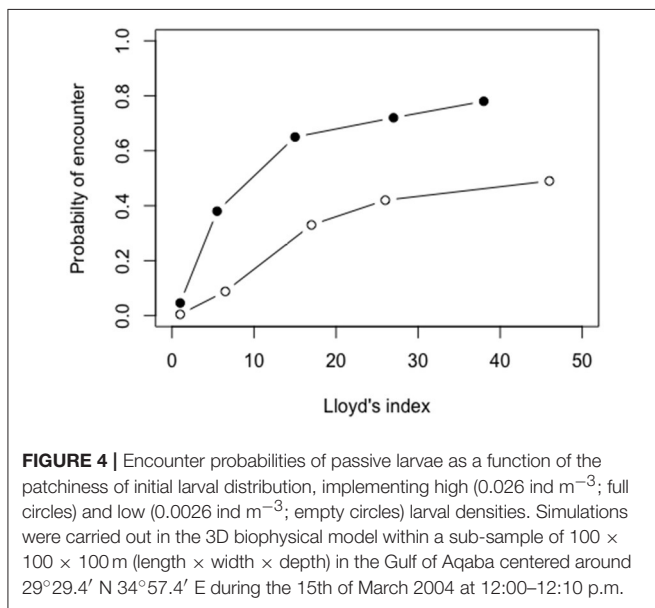 1.0
0.8
0.6
0.4
0.2
0.0
Probabilty of encounter
0 10 20 30 40 50
Lloyd's index
FIGURE 4 | Encounter probabilities of passive larvae as a function of the
patchiness of initial larval distribution, implementing high (0.026 ind m−3; full
circles) and low (0.0026 ind m−3; empty circles) larval densities. Simulations
were carried out in the 3D biophysical model within a sub-sample of 100 ×
100 × 100 m (length × width × depth) in the Gulf of Aqaba centered around
29°29.4′ N 34°57.4′ E during the 15th of March 2004 at 12:00–12:10 p.m.